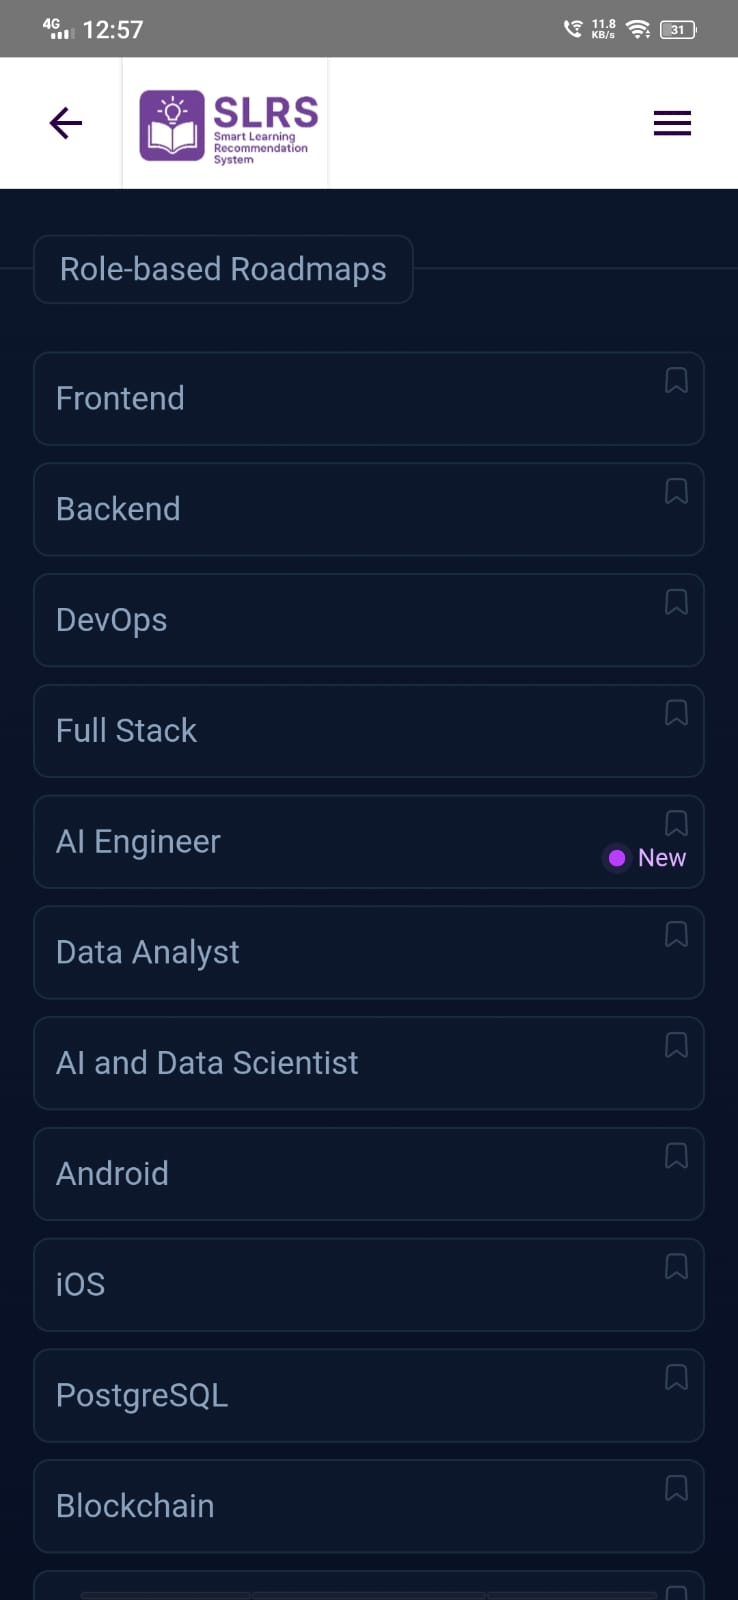 4G 12:57 11.8 KB/s 31
SLRS
Smart Learning
Recommendation
System
Role-based Roadmaps
Frontend
Backend
DevOps
Full Stack
AI Engineer
New
Data Analyst
AI and Data Scientist
Android
iOS
PostgreSQL
Blockchain